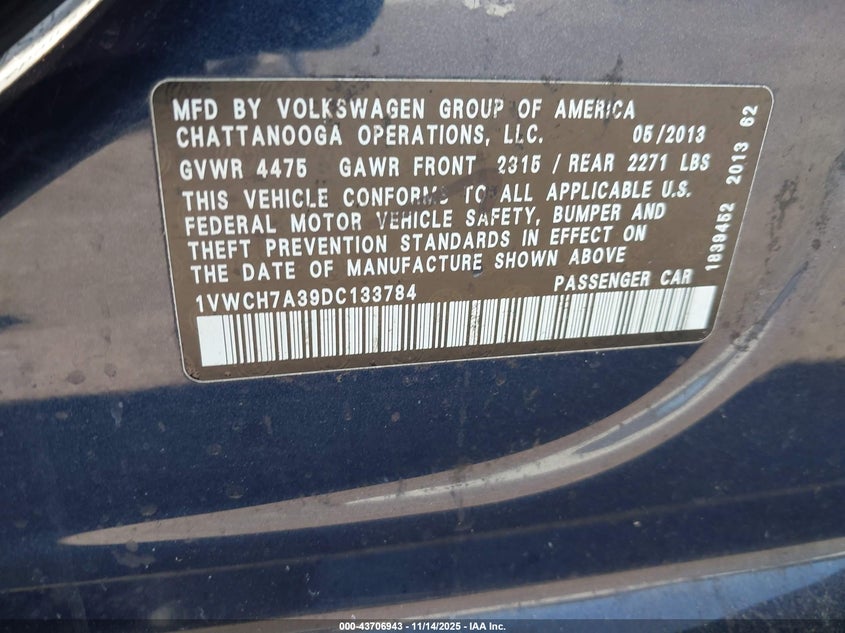 MFD BY VOLKSWAGEN GROUP OF AMERICA
CHATTANOOGA OPERATIONS, LLC. 05/2013
GVWR 4475 GAWR FRONT 2315 / REAR 2271 LBS
THIS VEHICLE CONFORMS TO ALL APPLICABLE U.S.
FEDERAL MOTOR VEHICLE SAFETY, BUMPER AND
THEFT PREVENTION STANDARDS IN EFFECT ON
THE DATE OF MANUFACTURE SHOWN ABOVE
1VWCH7A39DC133784 PASSENGER CAR
1839452 2013 62
000-43706943 - 11/14/2025 - IAA Inc.